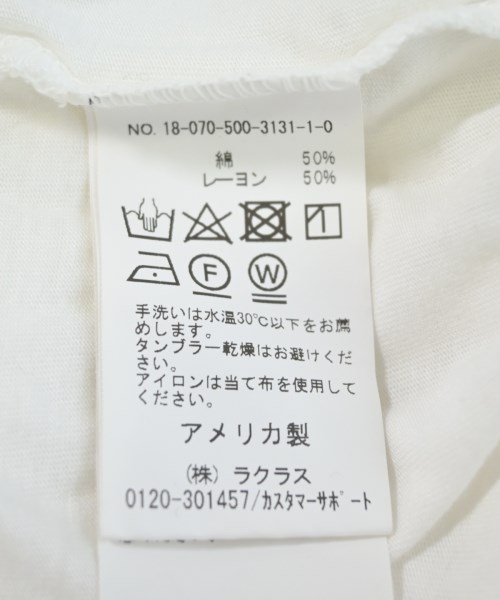 NO. 18-070-500-3131-1-0
綿 50%
レーヨン 50%
F W
手洗いは水温30℃以下をお薦
めします。
タンブラー乾燥はお避けくだ
さい。
アイロンは当て布を使用して
ください。
アメリカ製
(株) ラクラス
0120-301457/カスタマーサポート